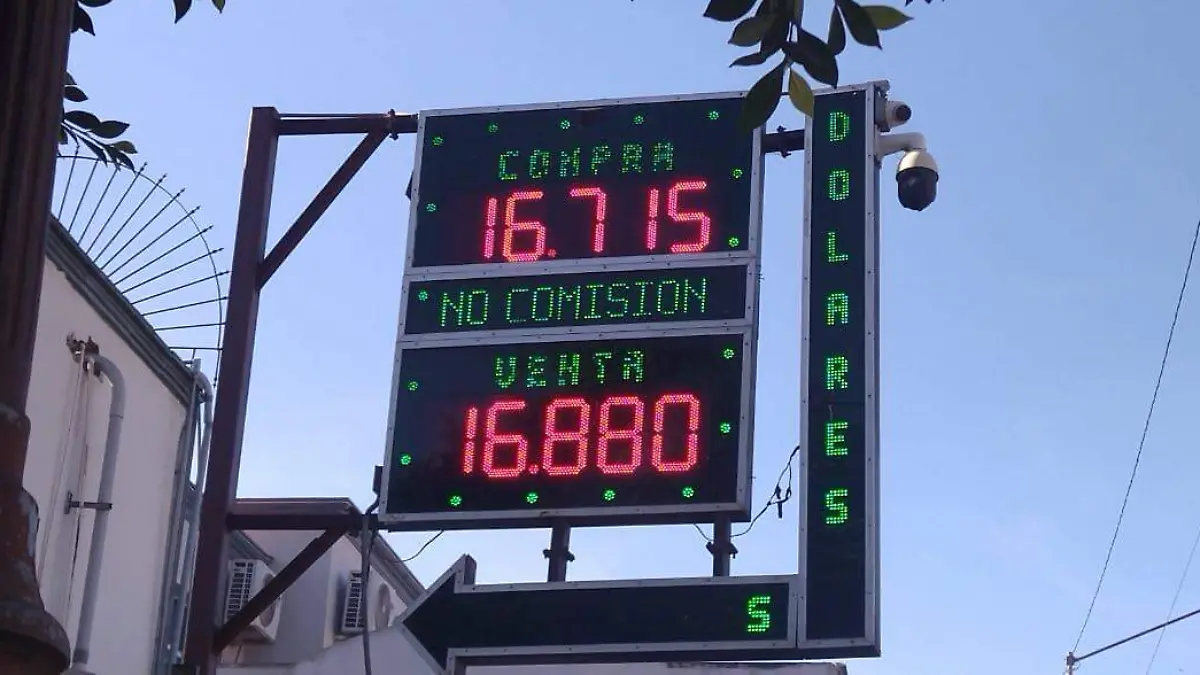 COMPRA
16.715
NO COMISION
VENTA
16.880
DOLARES
S